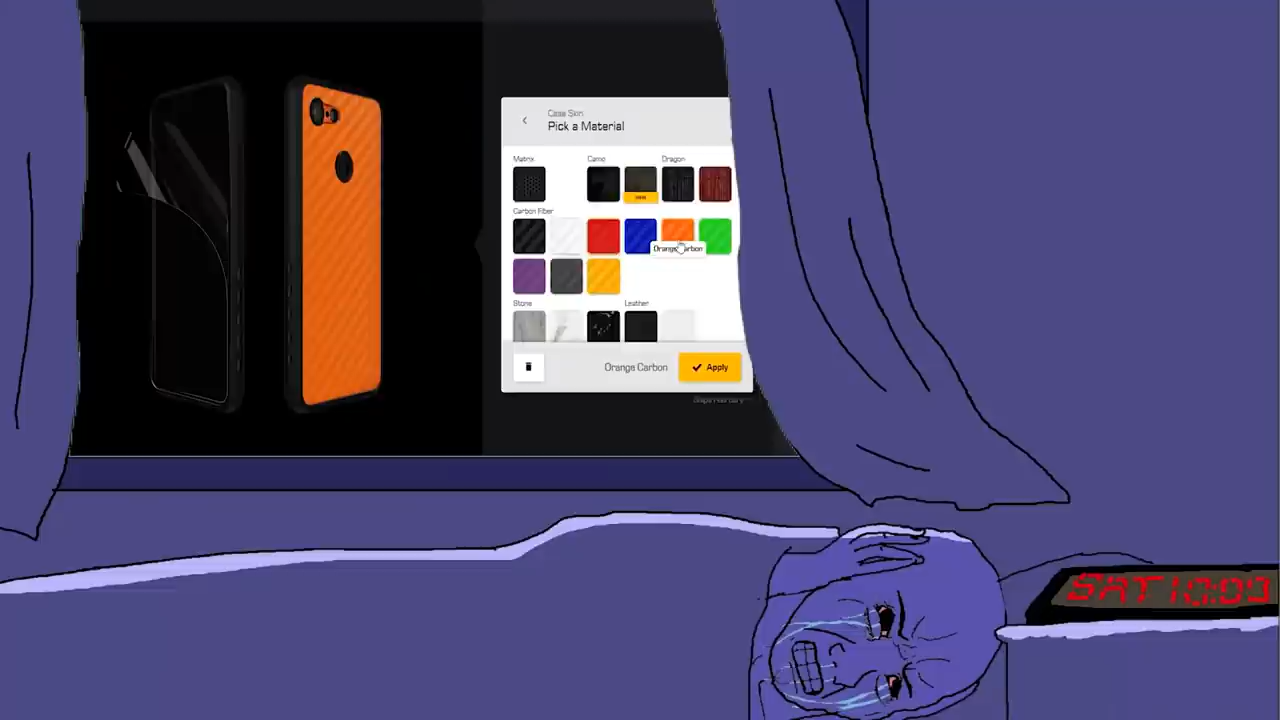 Case Skin
Pick a Material
Matrix
Camo
Dragon
Carbon Fiber
Orange Carbon
Stone
Leather
Orange Carbon
Apply
SAT 10:00